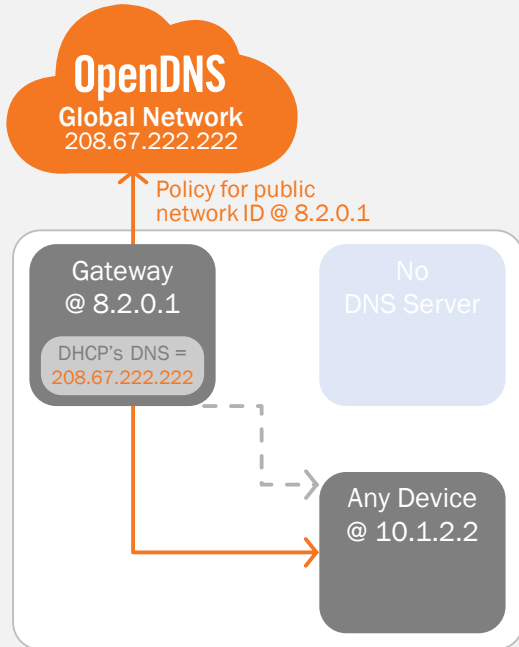 OpenDNS
Global Network
208.67.222.222
Policy for public
network ID @ 8.2.0.1
Gateway
@ 8.2.0.1
DHCP's DNS =
208.67.222.222
No
DNS Server
Any Device
@ 10.1.2.2